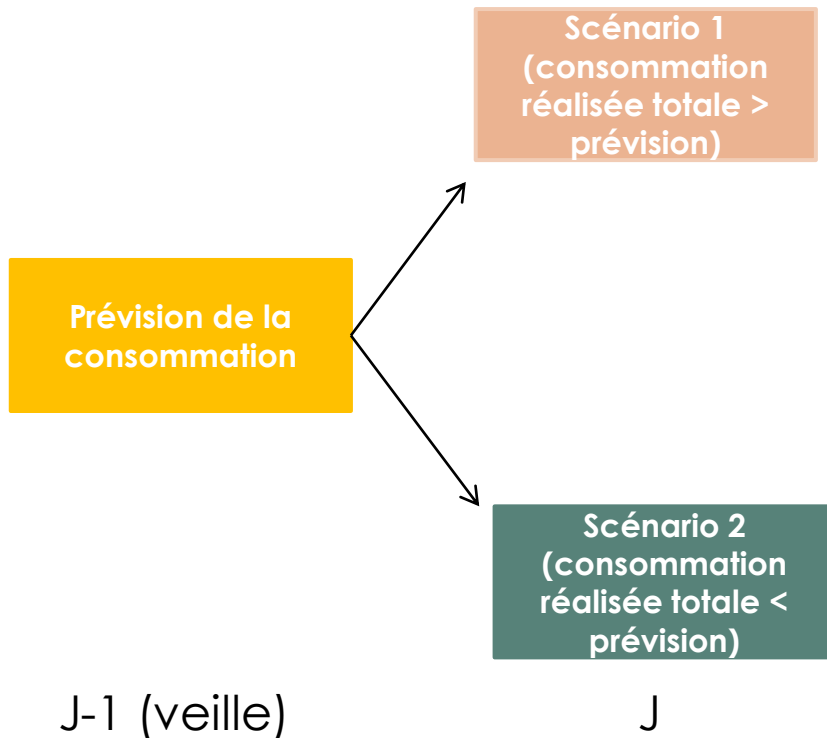 Scénario 1
(consommation
réalisée totale >
prévision)
Prévision de la
consommation
Scénario 2
(consommation
réalisée totale <
prévision)
J-1 (veille)
J